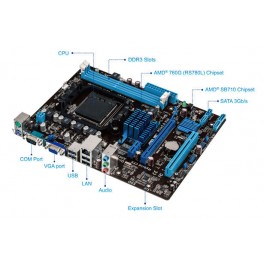 CPU
DDR3 Slots
AMD® 760G (RS780L) Chipset
AMD® SB710 Chipset
SATA 3Gb/s
COM Port
VGA port
USB
LAN
Audio
Expansion Slot